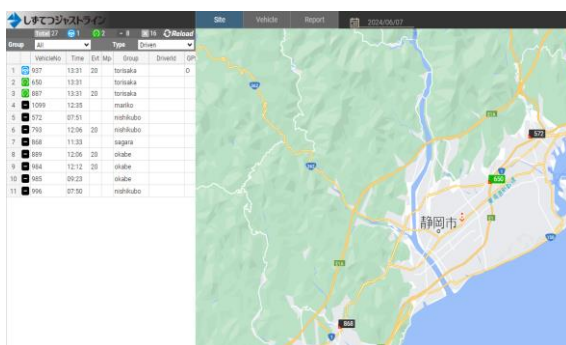 しずてつジャストライン
Site Vehicle Report 2024/06/07
Total 27 1 2 - 8 16 Reload
Group All Type Driven
VehicleNo Time Ext Mp Group DriverId GPS
1 937 13:31 20 torisaka 0
2 650 13:31 torisaka
3 887 13:31 20 torisaka
4 1099 12:35 mariko
5 572 07:51 nishikubo
6 793 12:06 20 nishikubo
7 868 11:33 sagara
8 889 12:06 20 okabe
9 984 12:12 20 okabe
10 985 09:23 okabe
11 996 07:50 nishikubo
572
650
静岡市
868